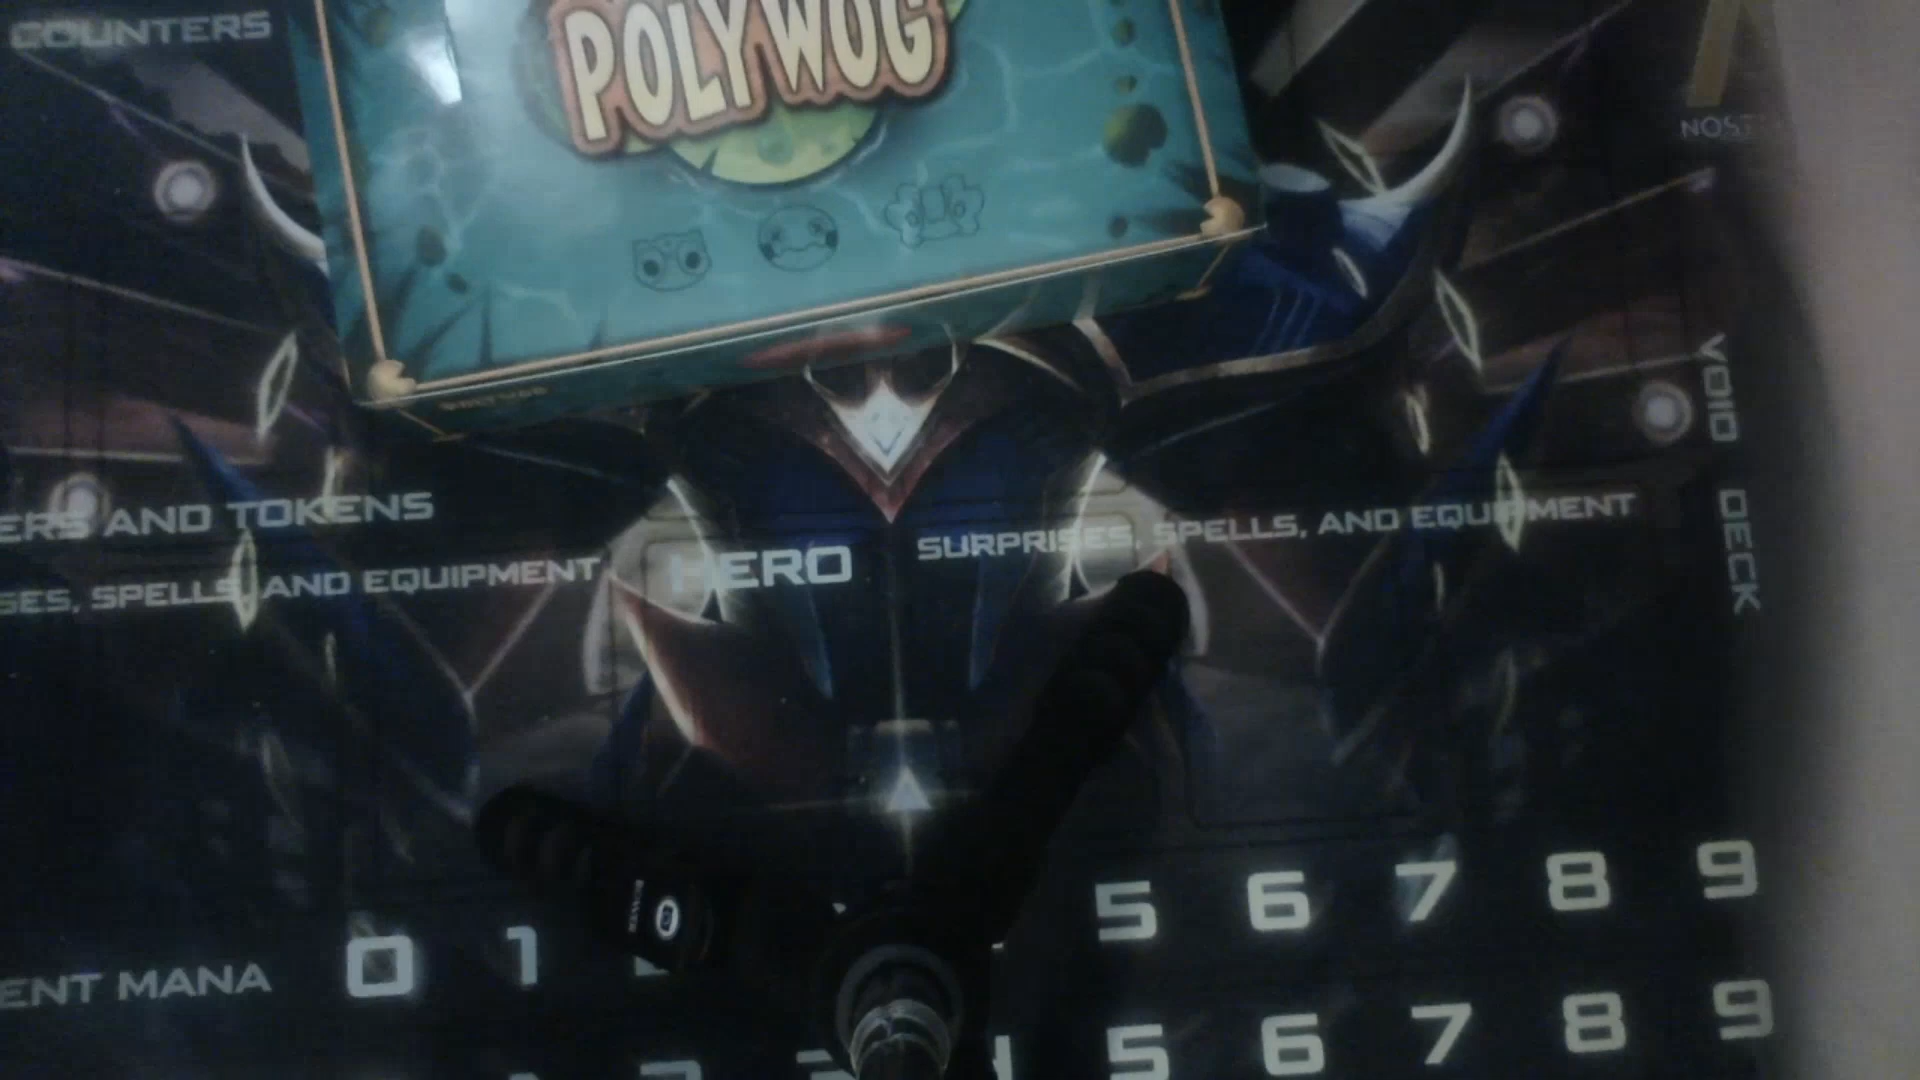 COUNTERS
POLYWOG
NOS
VOID DECK
ERS AND TOKENS
SURPRISES, SPELLS, AND EQUIPMENT
SES, SPELLS, AND EQUIPMENT
HERO
5 6 7 8 9
0 1
ENT MANA
5 6 7 8 9